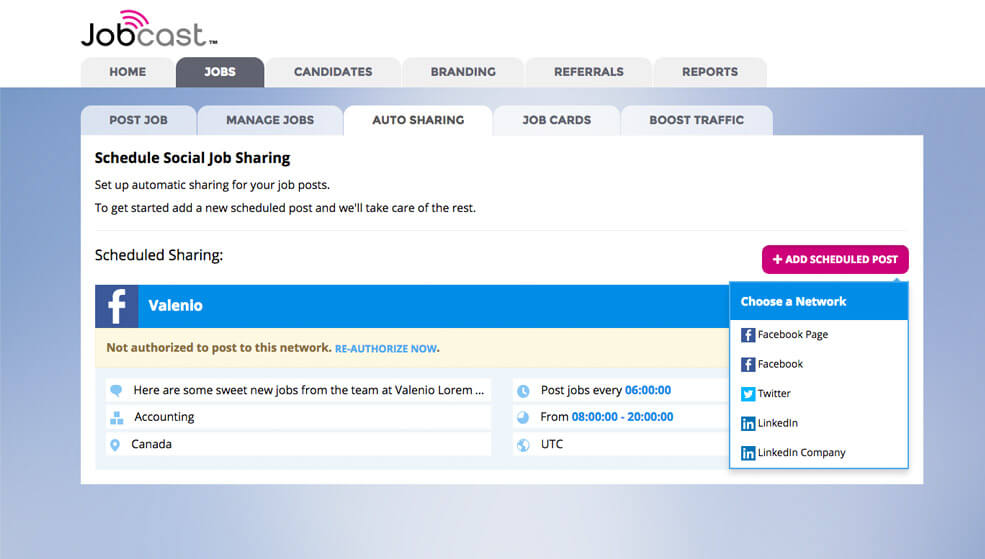 Jobcast™
HOME JOBS CANDIDATES BRANDING REFERRALS REPORTS
POST JOB MANAGE JOBS AUTO SHARING JOB CARDS BOOST TRAFFIC
Schedule Social Job Sharing
Set up automatic sharing for your job posts.
To get started add a new scheduled post and we'll take care of the rest.
Scheduled Sharing:
+ ADD SCHEDULED POST
f Valenio
Not authorized to post to this network. RE-AUTHORIZE NOW.
Here are some sweet new jobs from the team at Valenio Lorem ...
Accounting
Canada
Post jobs every 06:00:00
From 08:00:00 - 20:00:00
UTC
Choose a Network
f Facebook Page
f Facebook
Twitter
in LinkedIn
in LinkedIn Company